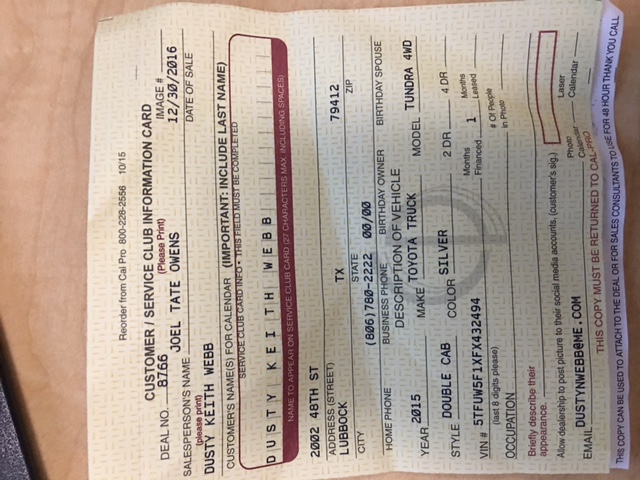 Reorder from Cal Pro 800-228-2556 10/15
CUSTOMER / SERVICE CLUB INFORMATION CARD
DEAL NO. 8766 (Please Print) IMAGE #
JOEL TATE OWENS 12/30/2016
SALESPERSON'S NAME DATE OF SALE
(please print)
DUSTY KEITH WEBB
CUSTOMER'S NAME(S) FOR CALENDAR (IMPORTANT: INCLUDE LAST NAME)
SERVICE CLUB CARD INFO • THIS FIELD MUST BE COMPLETED
DUSTY KEITH WEBB
NAME TO APPEAR ON SERVICE CLUB CARD (27 CHARACTERS MAX. INCLUDING SPACES)
2002 48TH ST
ADDRESS (STREET)
LUBBOCK TX 79412
CITY STATE ZIP
(806)780-2222 00/00
HOME PHONE BUSINESS PHONE BIRTHDAY OWNER BIRTHDAY SPOUSE
DESCRIPTION OF VEHICLE
2015 TOYOTA TRUCK TUNDRA 4WD
YEAR MAKE MODEL
STYLE DOUBLE CAB COLOR SILVER 2 DR. 4 DR.
VIN # 5TFUW5F1XFX432494 Months Financed 1 Months Leased
(last 8 digits please)
OCCUPATION # Of People in Photo
Briefly describe their
appearance.
Allow dealership to post picture to their social media accounts, (customer's sig.)
DUSTYNWEBB@ME.COM Photo Calendar Laser Calendar
EMAIL
THIS COPY MUST BE RETURNED TO CAL-PRO
THIS COPY CAN BE USED TO ATTACH TO THE DEAL OR FOR SALES CONSULTANTS TO USE FOR 48 HOUR THANK YOU CALL